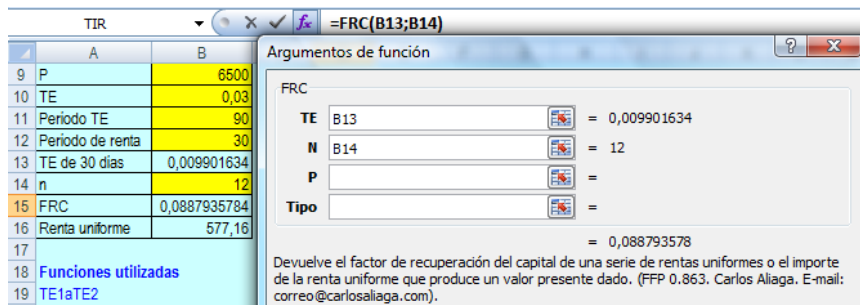 TIR fx =FRC(B13;B14)
A B
9 P 6500
10 TE 0,03
11 Periodo TE 90
12 Periodo de renta 30
13 TE de 30 días 0,009901634
14 n 12
15 FRC 0,0887935784
16 Renta uniforme 577,16
17
18 Funciones utilizadas
19 TE1aTE2
Argumentos de función ? X
FRC
TE B13 = 0,009901634
N B14 = 12
P =
Tipo =
= 0,088793578
Devuelve el factor de recuperación del capital de una serie de rentas uniformes o el importe
de la renta uniforme que produce un valor presente dado. (FFP 0.863. Carlos Aliaga. E-mail:
correo@carlosaliaga.com).